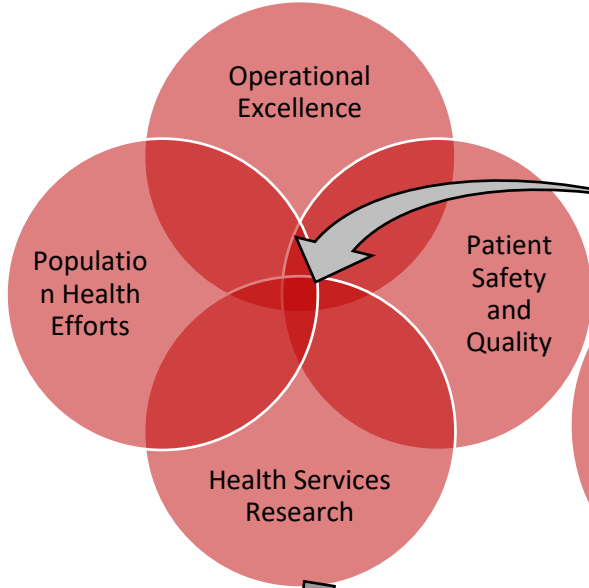 Operational
Excellence
Populatio
n Health
Efforts
Patient
Safety
and
Quality
Health Services
Research